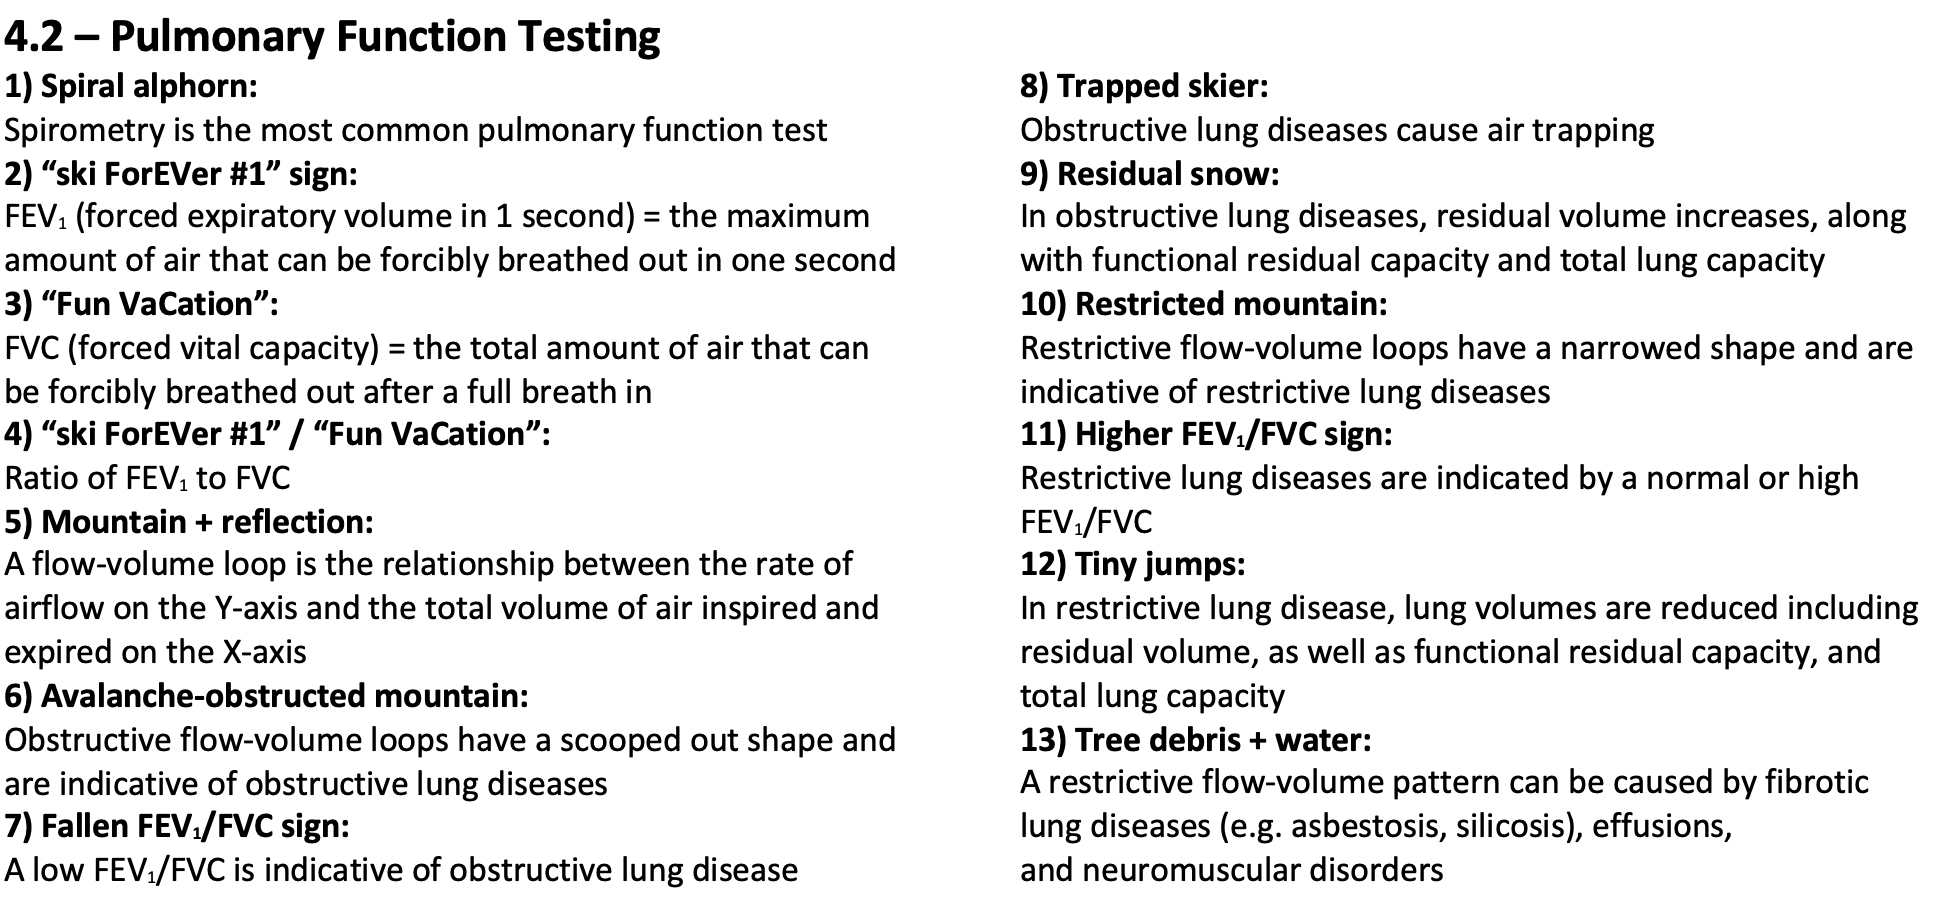 4.2 – Pulmonary Function Testing
1) Spiral alphorn:
Spirometry is the most common pulmonary function test
2) “ski ForEVer #1” sign:
FEV₁ (forced expiratory volume in 1 second) = the maximum
amount of air that can be forcibly breathed out in one second
3) “Fun VaCation”:
FVC (forced vital capacity) = the total amount of air that can
be forcibly breathed out after a full breath in
4) “ski ForEVer #1” / “Fun VaCation”:
Ratio of FEV₁ to FVC
5) Mountain + reflection:
A flow-volume loop is the relationship between the rate of
airflow on the Y-axis and the total volume of air inspired and
expired on the X-axis
6) Avalanche-obstructed mountain:
Obstructive flow-volume loops have a scooped out shape and
are indicative of obstructive lung diseases
7) Fallen FEV₁/FVC sign:
A low FEV₁/FVC is indicative of obstructive lung disease
8) Trapped skier:
Obstructive lung diseases cause air trapping
9) Residual snow:
In obstructive lung diseases, residual volume increases, along
with functional residual capacity and total lung capacity
10) Restricted mountain:
Restrictive flow-volume loops have a narrowed shape and are
indicative of restrictive lung diseases
11) Higher FEV₁/FVC sign:
Restrictive lung diseases are indicated by a normal or high
FEV₁/FVC
12) Tiny jumps:
In restrictive lung disease, lung volumes are reduced including
residual volume, as well as functional residual capacity, and
total lung capacity
13) Tree debris + water:
A restrictive flow-volume pattern can be caused by fibrotic
lung diseases (e.g. asbestosis, silicosis), effusions,
and neuromuscular disorders